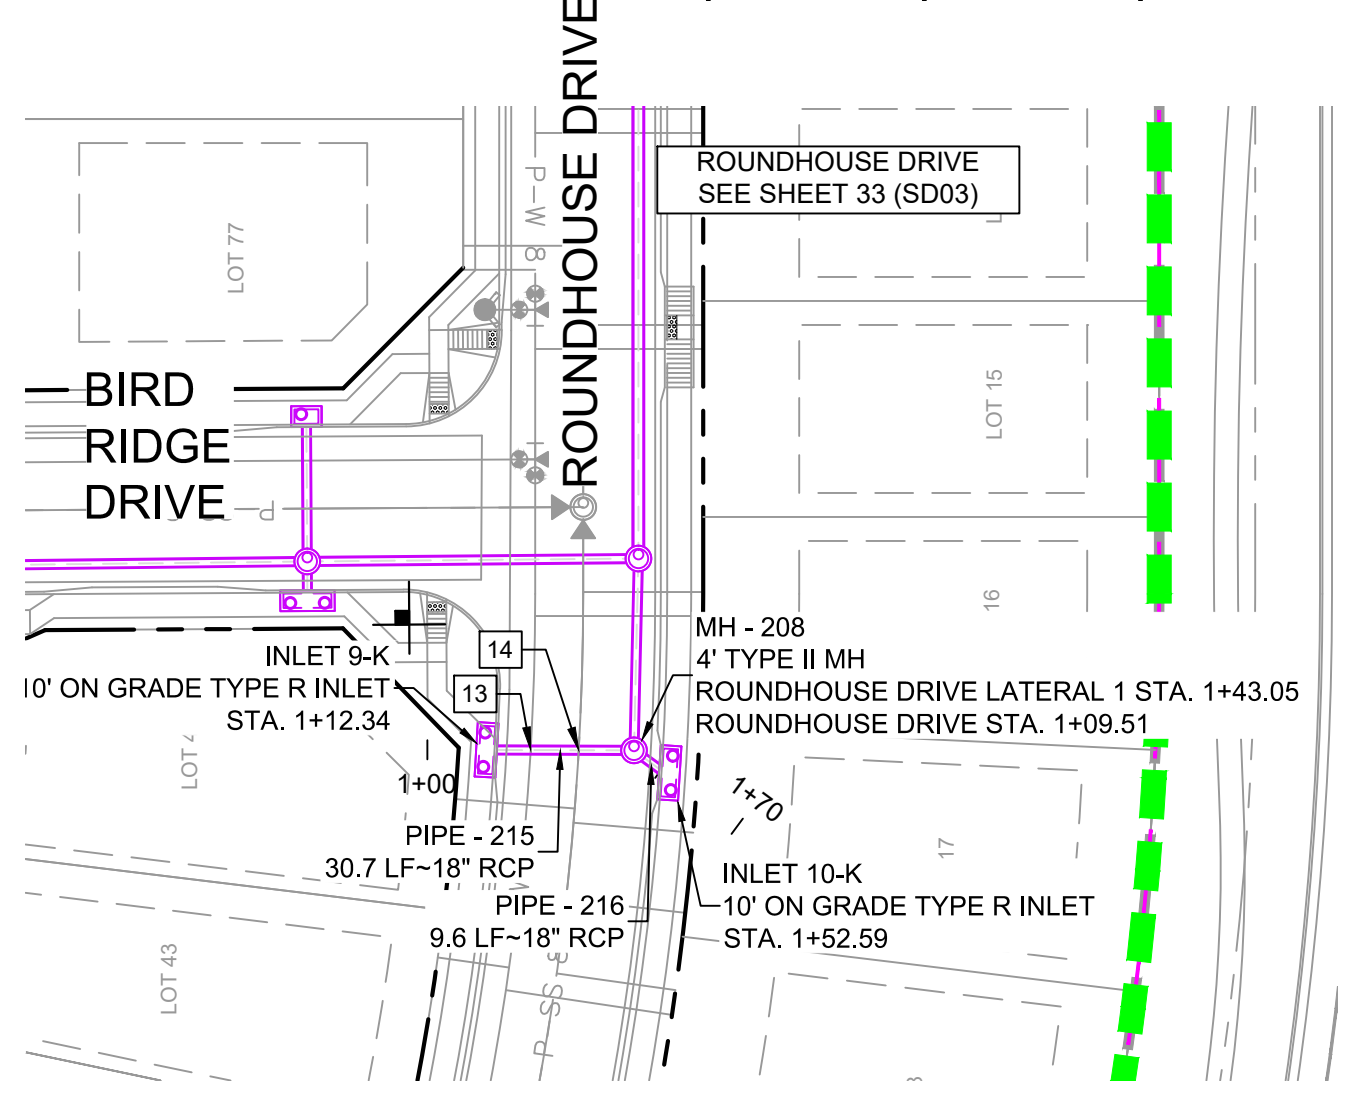 ROUNDHOUSE DRIVE
ROUNDHOUSE DRIVE
SEE SHEET 33 (SD03)
P-W 8
LOT 77
BIRD
RIDGE
DRIVE
LOT 15
16
MH - 208
4' TYPE II MH
ROUNDHOUSE DRIVE LATERAL 1 STA. 1+43.05
ROUNDHOUSE DRIVE STA. 1+09.51
14
13
INLET 9-K
10' ON GRADE TYPE R INLET
STA. 1+12.34
LOT
1+00
1+70
17
PIPE - 215
30.7 LF~18" RCP
INLET 10-K
10' ON GRADE TYPE R INLET
STA. 1+52.59
PIPE - 216
9.6 LF~18" RCP
LOT 43
P SS 8